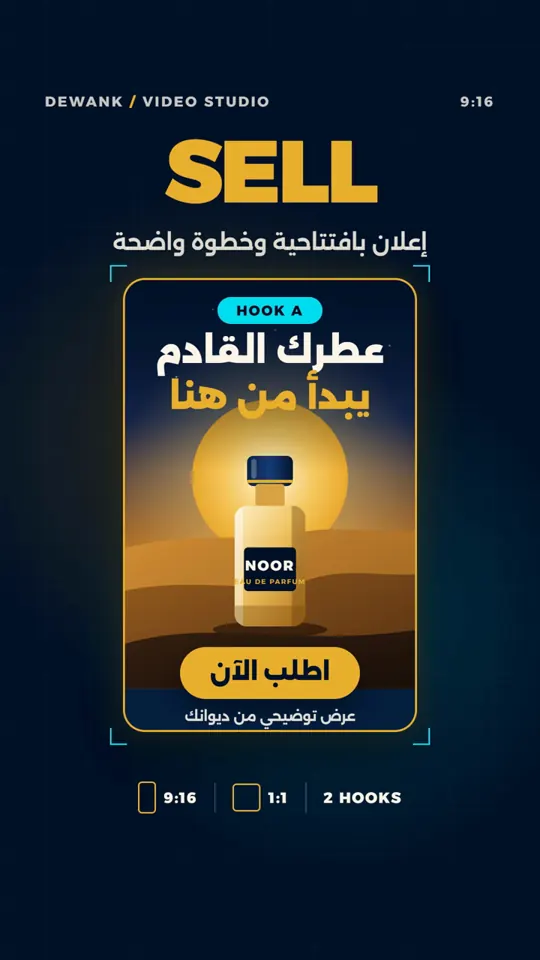 DEWANK / VIDEO STUDIO
9:16
SELL
إعلان بافتتاحية وخطوة واضحة
HOOK A
عطرك القادم
يبدأ من هنا
NOOR
EAU DE PARFUM
اطلب الآن
عرض توضيحي من ديوانك
9:16
1:1
2 HOOKS